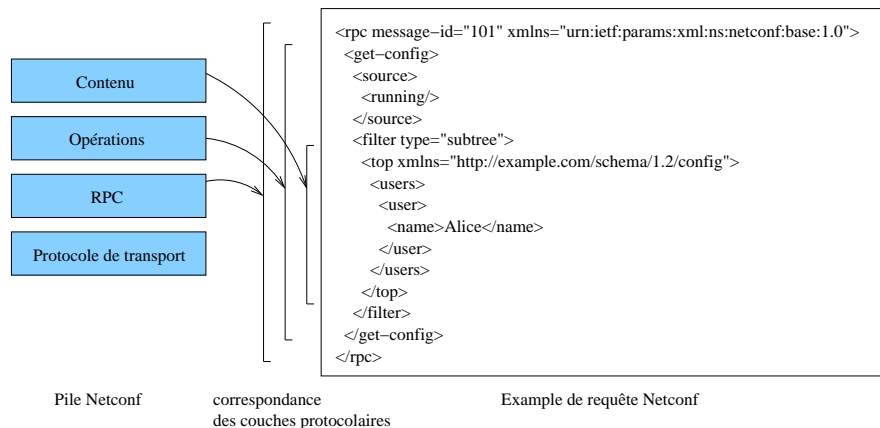 Contenu
Opérations
RPC
Protocole de transport
<rpc message−id="101" xmlns="urn:ietf:params:xml:ns:netconf:base:1.0">
<get−config>
<source>
<running/>
</source>
<filter type="subtree">
<top xmlns="http://example.com/schema/1.2/config">
<users>
<user>
<name>Alice</name>
</user>
</users>
</top>
</filter>
</get−config>
</rpc>
Pile Netconf
correspondance
des couches protocolaires
Example de requête Netconf